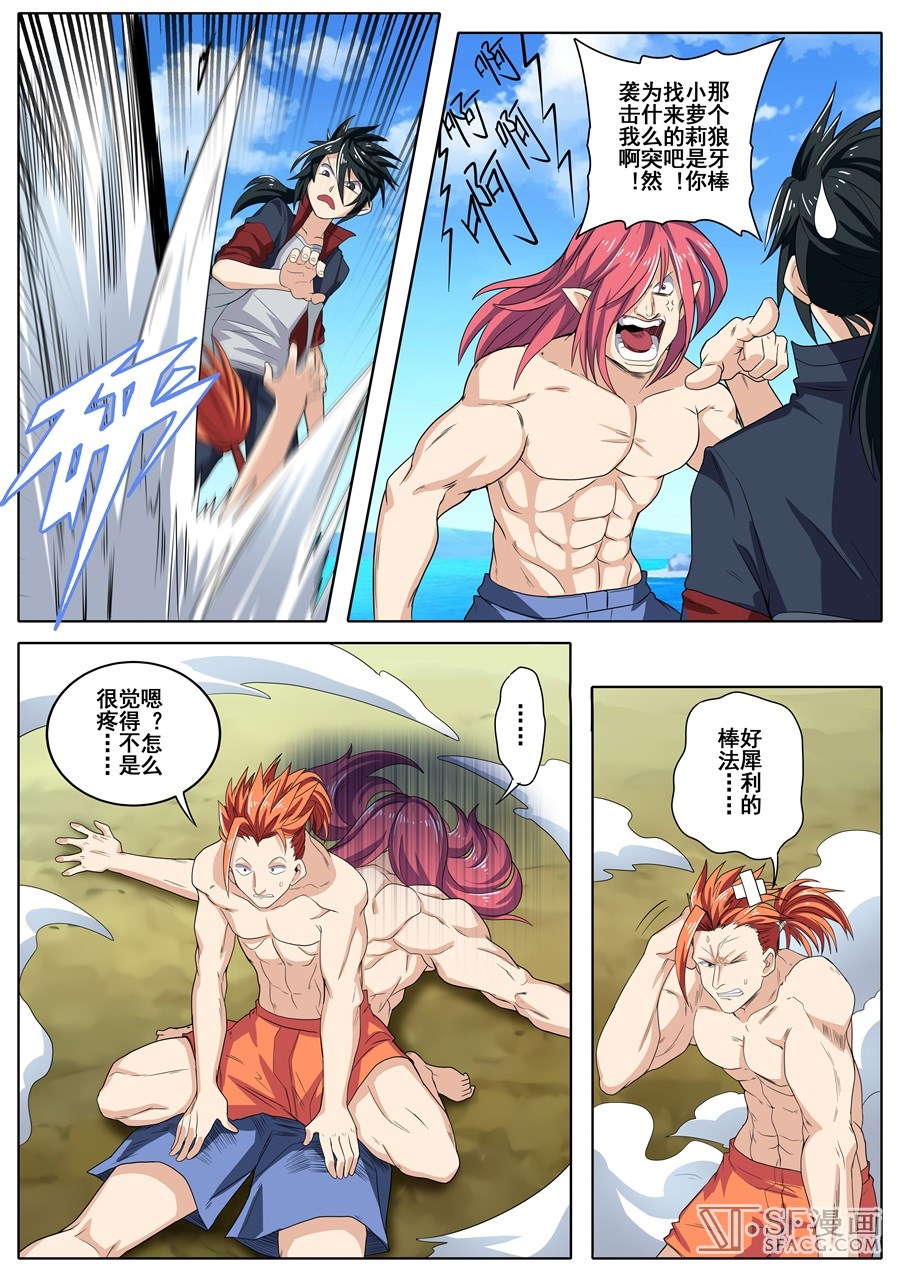 那个狼牙棒
小萝莉是你
找来的吧！
为什么突然
袭击我啊！
啊啊
啊啊
啊啊
砰
好犀利的
棒法……
……
嗯？怎么
觉得不是
很疼……
SF·漫画
SFACG.COM